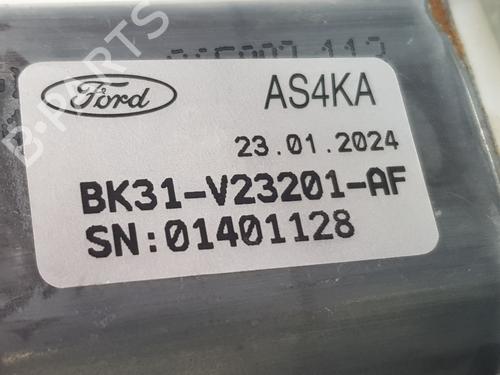 Ford AS4KA
23.01.2024
BK31-V23201-AF
SN:01401128
B-PARTS